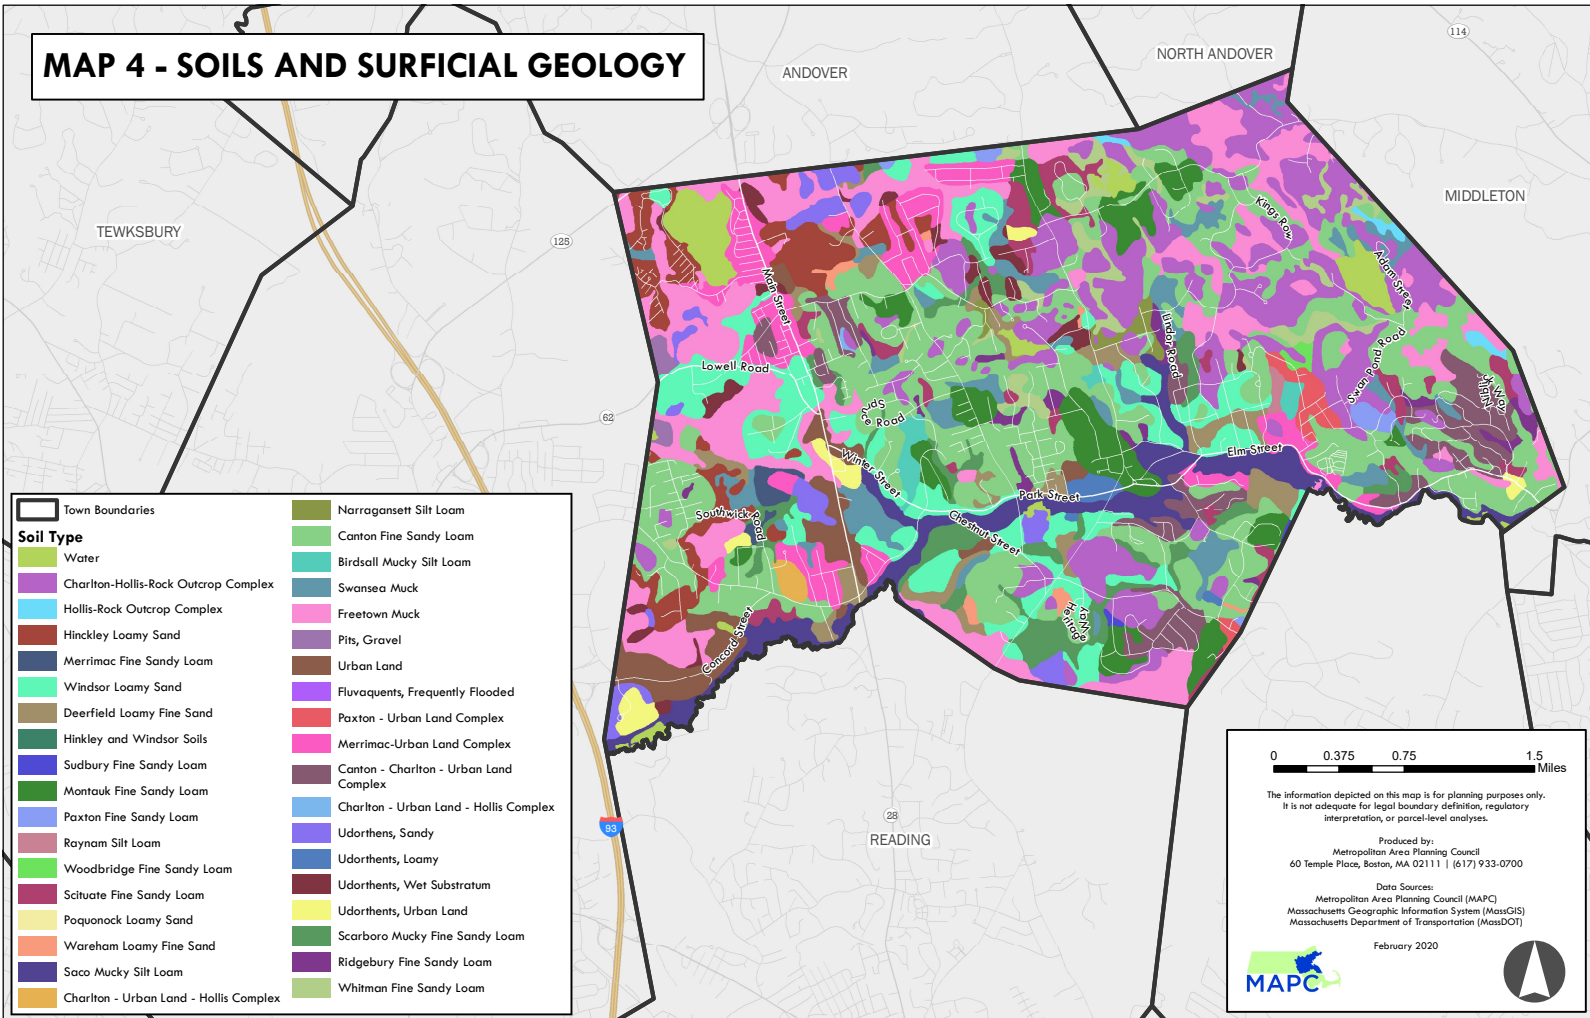 MAP 4 - SOILS AND SURFICIAL GEOLOGY
ANDOVER
NORTH ANDOVER
114
TEWKSBURY
MIDDLETON
125
62
Kings Row
Adam Street
Main Street
Lindor Road
Lowell Road
Swan Pond Road
Nutile
k Way
Spru
ce Road
Winter Street
Elm Street
Park Street
Southwick Road
Chestnut Street
Heritage
Way
Concord Street
93
28
READING
Town Boundaries
Soil Type
Water
Charlton-Hollis-Rock Outcrop Complex
Hollis-Rock Outcrop Complex
Hinckley Loamy Sand
Merrimac Fine Sandy Loam
Windsor Loamy Sand
Deerfield Loamy Fine Sand
Hinkley and Windsor Soils
Sudbury Fine Sandy Loam
Montauk Fine Sandy Loam
Paxton Fine Sandy Loam
Raynam Silt Loam
Woodbridge Fine Sandy Loam
Scituate Fine Sandy Loam
Poquonock Loamy Sand
Wareham Loamy Fine Sand
Saco Mucky Silt Loam
Charlton - Urban Land - Hollis Complex
Narragansett Silt Loam
Canton Fine Sandy Loam
Birdsall Mucky Silt Loam
Swansea Muck
Freetown Muck
Pits, Gravel
Urban Land
Fluvaquents, Frequently Flooded
Paxton - Urban Land Complex
Merrimac-Urban Land Complex
Canton - Charlton - Urban Land
Complex
Charlton - Urban Land - Hollis Complex
Udorthens, Sandy
Udorthents, Loamy
Udorthents, Wet Substratum
Udorthents, Urban Land
Scarboro Mucky Fine Sandy Loam
Ridgebury Fine Sandy Loam
Whitman Fine Sandy Loam
0 0.375 0.75 1.5
Miles
The information depicted on this map is for planning purposes only.
It is not adequate for legal boundary definition, regulatory
interpretation, or parcel-level analyses.
Produced by:
Metropolitan Area Planning Council
60 Temple Place, Boston, MA 02111 | (617) 933-0700
Data Sources:
Metropolitan Area Planning Council (MAPC)
Massachusetts Geographic Information System (MassGIS)
Massachusetts Department of Transportation (MassDOT)
February 2020
MAPC